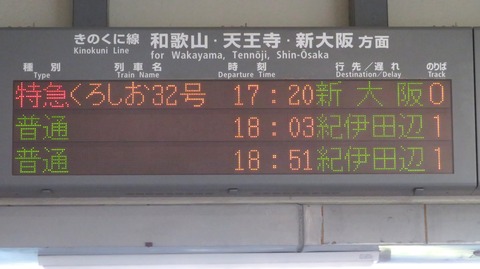 きのくに線 和歌山・天王寺・新大阪 方面
Kinokuni Line for Wakayama, Tennōji, Shin-Ōsaka
種別 列車名 時刻 行先/遅れ のりば
Type Train Name Departure Time Destination/Delay Track
特急くろしお32号 17:20 新大阪 0
普通 18:03 紀伊田辺 1
普通 18:51 紀伊田辺 1